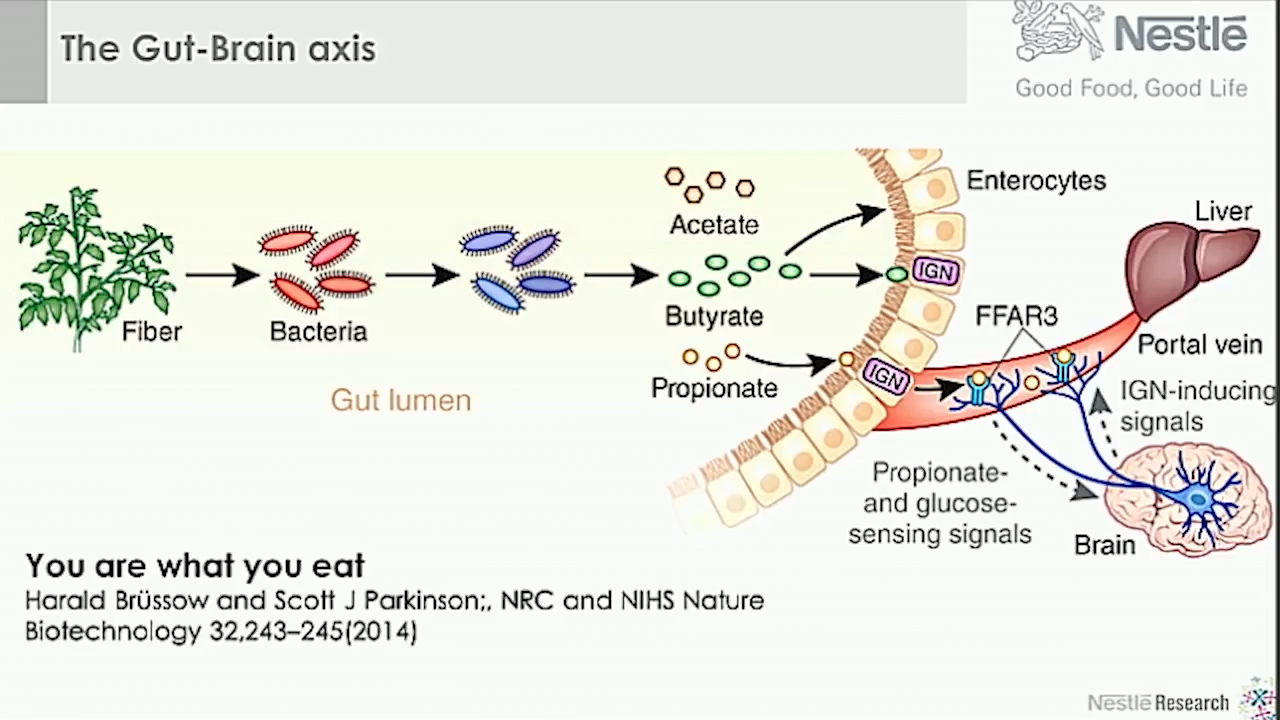 The Gut-Brain axis
Nestlé
Good Food, Good Life
Enterocytes
Liver
Acetate
IGN
Fiber
Bacteria
Butyrate
FFAR3
Portal vein
Propionate
IGN
IGN-inducing
signals
Gut lumen
Propionate-
and glucose-
sensing signals
Brain
You are what you eat
Harald Brüssow and Scott J Parkinson;, NRC and NIHS Nature
Biotechnology 32,243–245(2014)
Nestlé Research